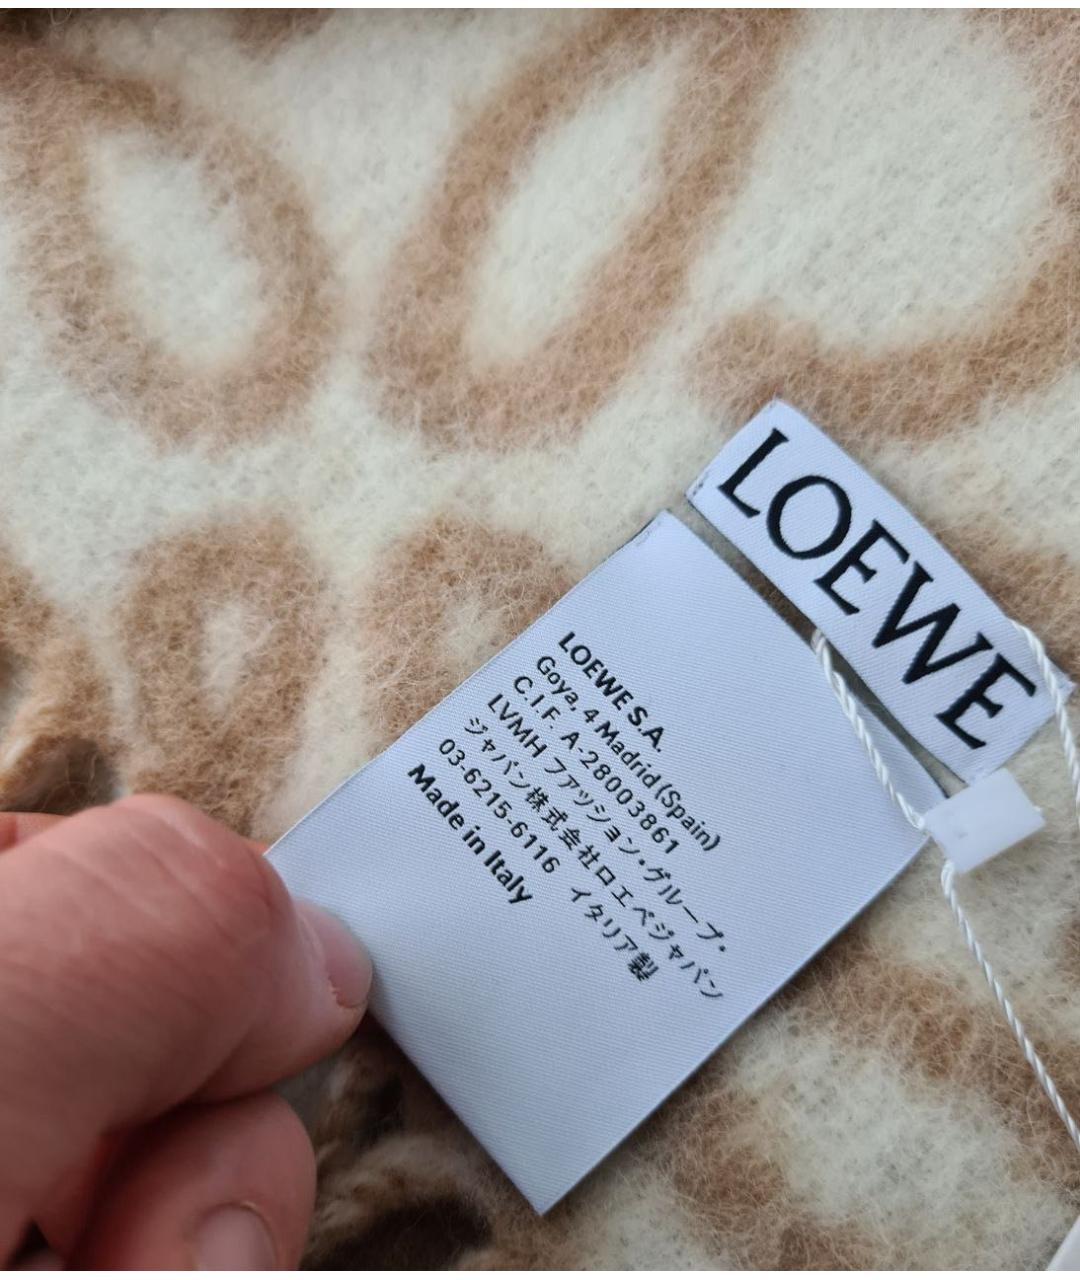 LOEWE
LOEWE S.A.
Goya, 4 Madrid (Spain)
C.I.F. A-28003861
LVMH ファッション・グループ・
ジャパン株式会社ロエベジャパン
03-6215-6116 イタリア製
Made in Italy